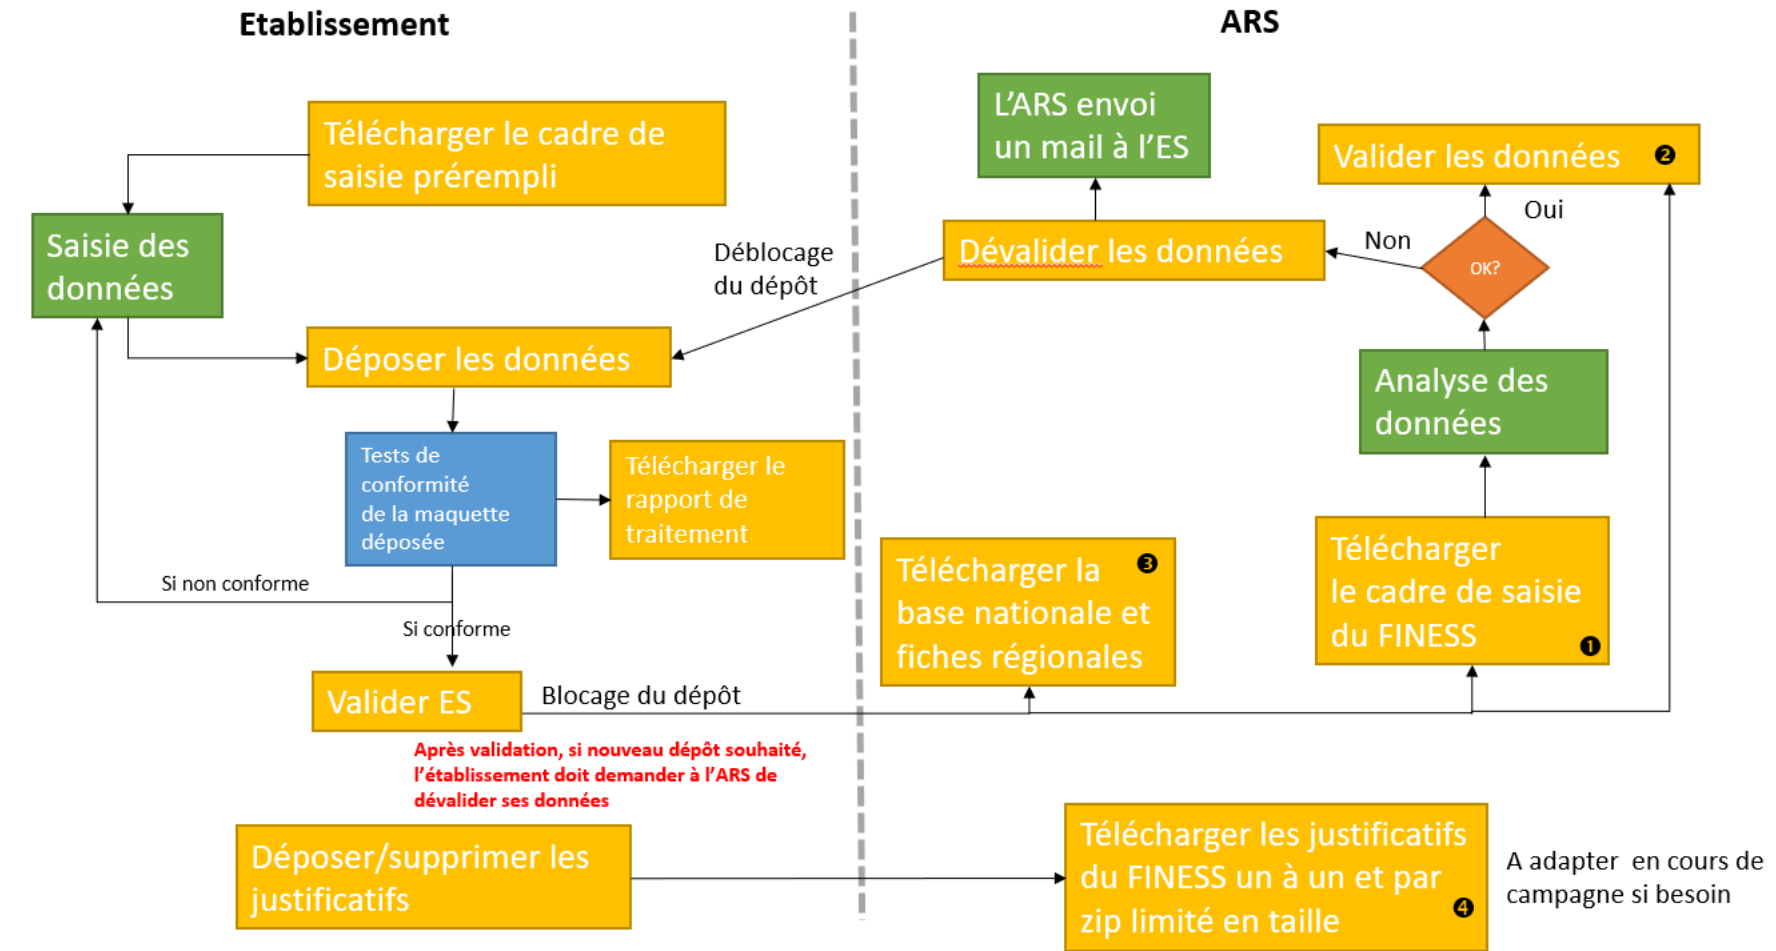 Etablissement
ARS
Télécharger le cadre de
saisie prérempli
Saisie des
données
Déposer les données
Tests de
conformité
de la maquette
déposée
Télécharger le
rapport de
traitement
Si non conforme
Si conforme
Valider ES
Blocage du dépôt
Après validation, si nouveau dépôt souhaité,
l'établissement doit demander à l'ARS de
dévalider ses données
Déposer/supprimer les
justificatifs
Déblocage
du dépôt
L'ARS envoi
un mail à l'ES
Valider les données ❷
Oui
Non
OK?
Dévalider les données
Analyse des
données
Télécharger
le cadre de saisie
du FINESS ❶
Télécharger la ❸
base nationale et
fiches régionales
Télécharger les justificatifs
du FINESS un à un et par
zip limité en taille ❹
A adapter en cours de
campagne si besoin